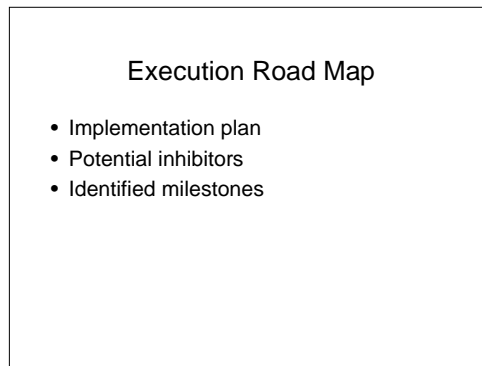 Execution Road Map
• Implementation plan
• Potential inhibitors
• Identified milestones